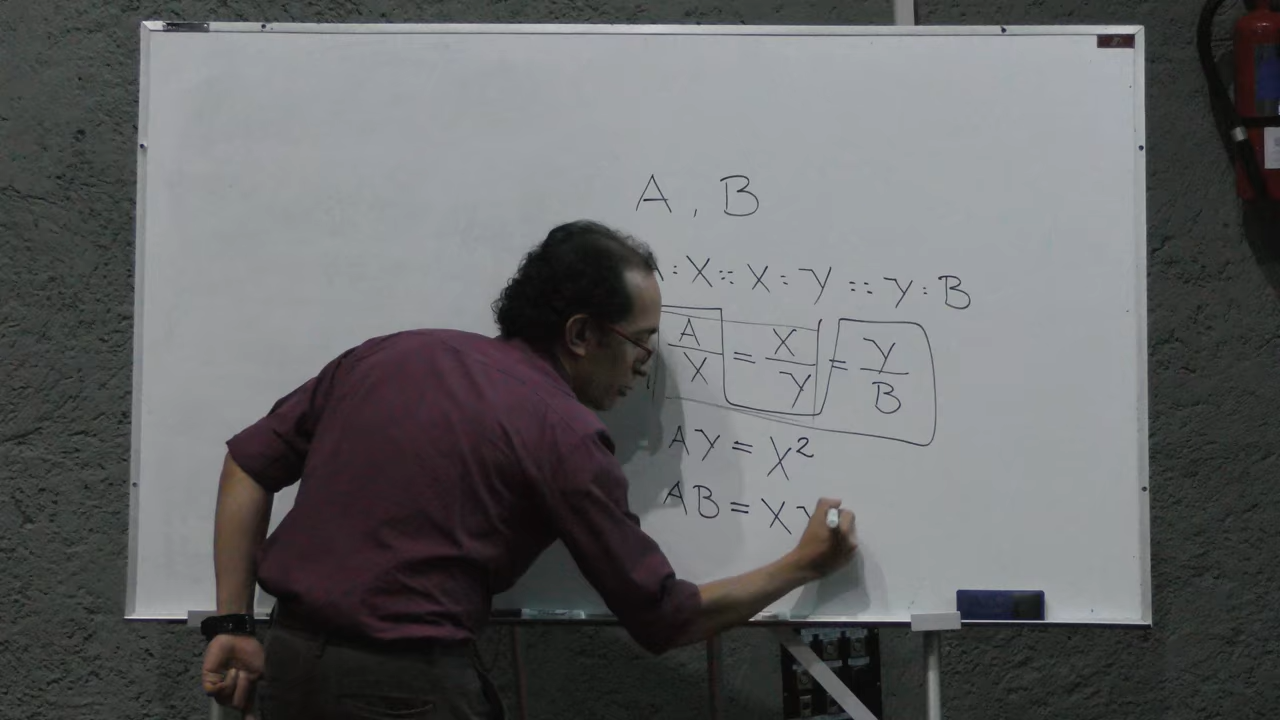 A , B
: X :: X : Y :: Y : B
A/X = X/Y = Y/B
AY = X²
AB = XY